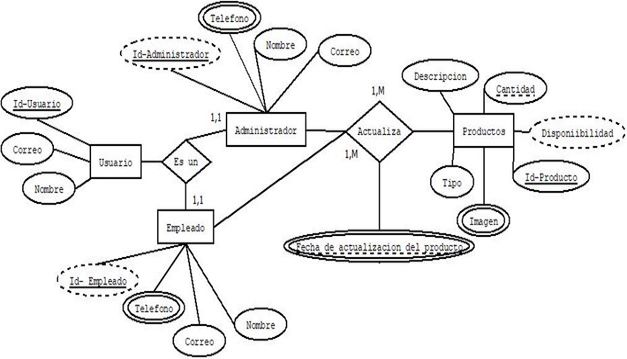 Telefono
Id-Administrador
Nombre
Correo
Descripcion
Cantidad
1,M
Id-Usuario
1,1
Administrador
Actualiza
Productos
Disponiibilidad
Correo
Usuario
Es un
1,M
Nombre
Tipo
Id-Producto
1,1
Imagen
Empleado
Fecha de actualizacion del producto
Id- Empleado
Telefono
Nombre
Correo